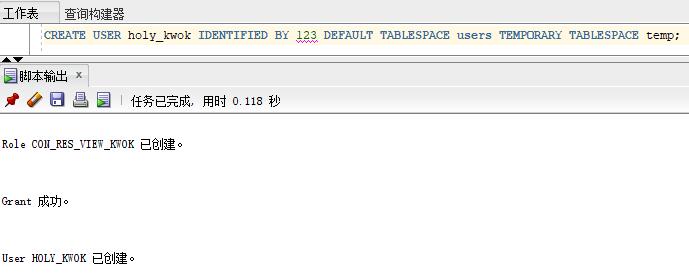 工作表 查询构建器
CREATE USER holy_kwok IDENTIFIED BY 123 DEFAULT TABLESPACE users TEMPORARY TABLESPACE temp;
脚本输出 x
任务已完成, 用时 0.118 秒
Role CON_RES_VIEW_KWOK 已创建。
Grant 成功。
User HOLY_KWOK 已创建。